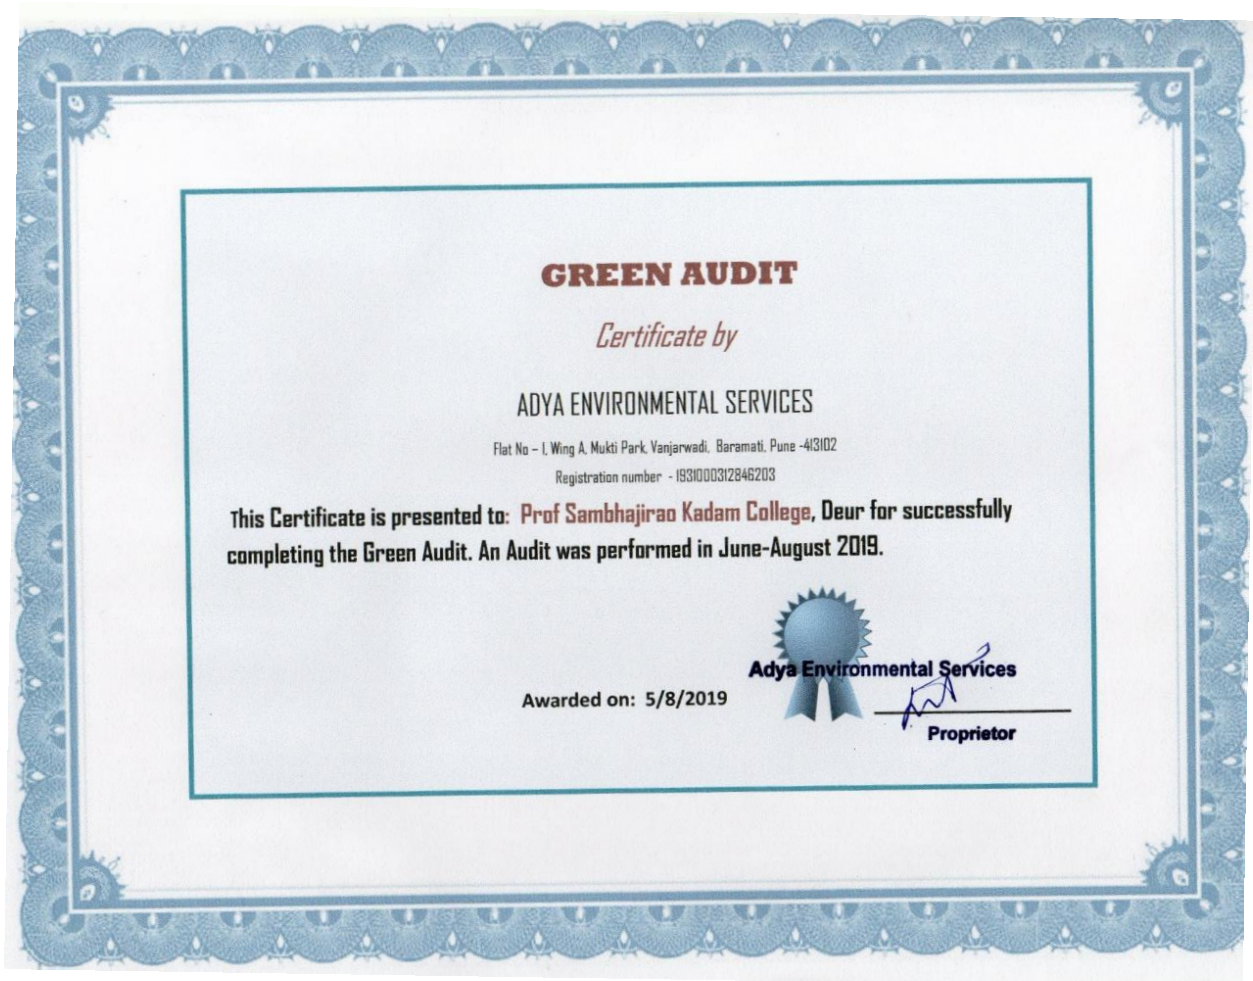 GREEN AUDIT
Certificate by
ADYA ENVIRONMENTAL SERVICES
Flat No – 1, Wing A, Mukti Park, Vanjarwadi, Baramati, Pune -413102
Registration number - 1931000312846203
This Certificate is presented to: Prof Sambhajirao Kadam College, Deur for successfully
completing the Green Audit. An Audit was performed in June-August 2019.
Adya Environmental Services
Awarded on: 5/8/2019
Proprietor